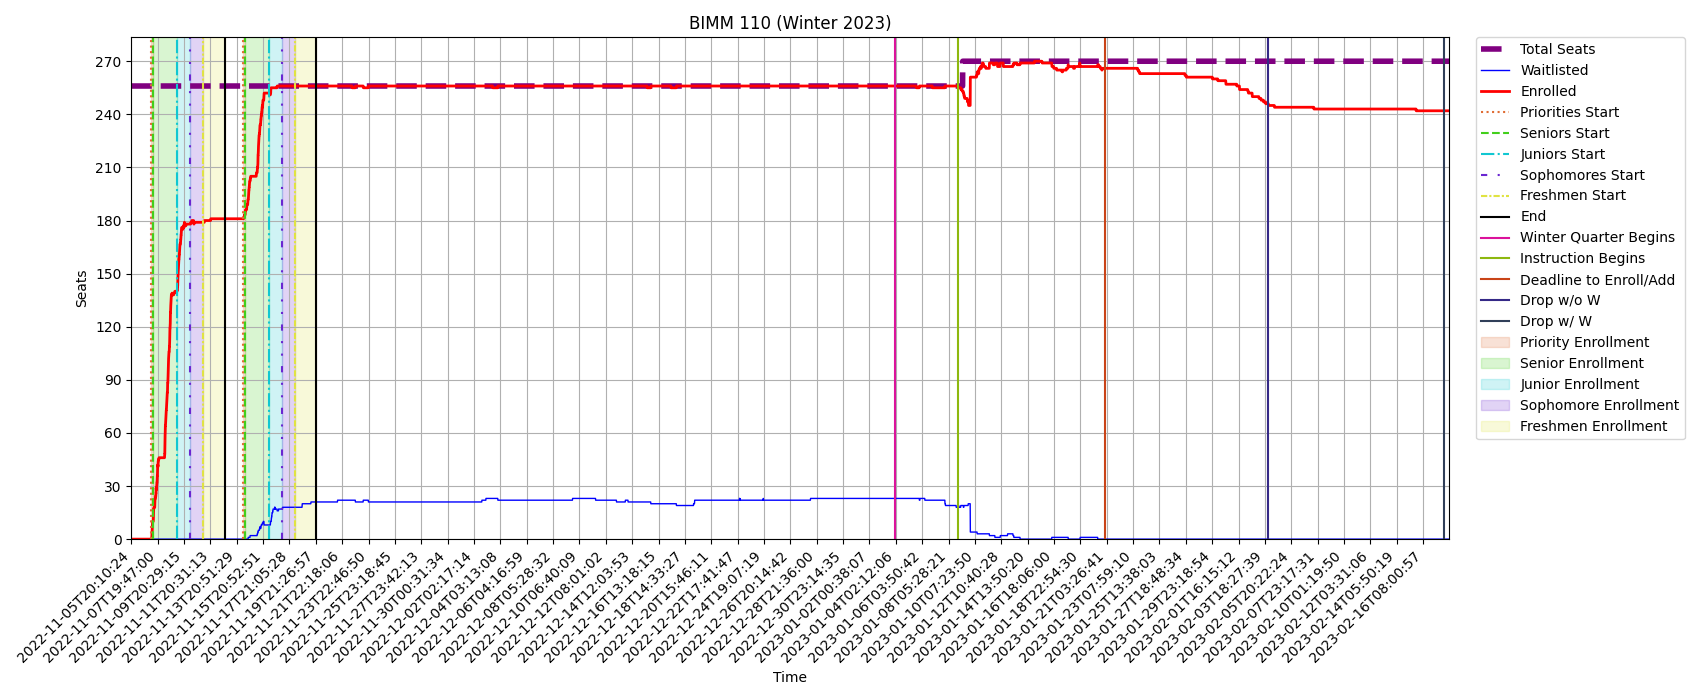 BIMM 110 (Winter 2023)
Seats
270
240
210
180
150
120
90
60
30
0
2022-11-05T20:10:24
2022-11-07T19:47:00
2022-11-09T20:29:15
2022-11-11T20:31:13
2022-11-13T20:51:29
2022-11-15T20:52:51
2022-11-17T21:05:28
2022-11-19T21:26:57
2022-11-21T22:18:06
2022-11-23T22:46:50
2022-11-25T23:18:45
2022-11-27T23:42:13
2022-11-30T00:31:34
2022-12-02T02:17:14
2022-12-04T03:13:08
2022-12-06T04:16:59
2022-12-08T05:28:32
2022-12-10T06:40:09
2022-12-12T08:01:02
2022-12-14T12:03:53
2022-12-16T13:18:15
2022-12-18T14:33:27
2022-12-20T15:46:11
2022-12-22T17:41:47
2022-12-24T19:07:19
2022-12-26T20:14:42
2022-12-28T21:36:00
2022-12-30T23:14:35
2023-01-02T00:38:07
2023-01-04T02:12:06
2023-01-06T03:50:42
2023-01-08T05:28:21
2023-01-10T07:23:50
2023-01-12T10:40:28
2023-01-14T13:50:20
2023-01-16T18:06:00
2023-01-18T22:54:30
2023-01-21T03:26:41
2023-01-23T07:59:10
2023-01-25T13:38:03
2023-01-27T18:48:34
2023-01-29T23:18:54
2023-02-01T16:15:12
2023-02-03T18:27:39
2023-02-05T20:22:24
2023-02-07T23:17:31
2023-02-10T01:19:50
2023-02-12T03:31:06
2023-02-14T05:50:19
2023-02-16T08:00:57
Time
Total Seats
Waitlisted
Enrolled
Priorities Start
Seniors Start
Juniors Start
Sophomores Start
Freshmen Start
End
Winter Quarter Begins
Instruction Begins
Deadline to Enroll/Add
Drop w/o W
Drop w/ W
Priority Enrollment
Senior Enrollment
Junior Enrollment
Sophomore Enrollment
Freshmen Enrollment